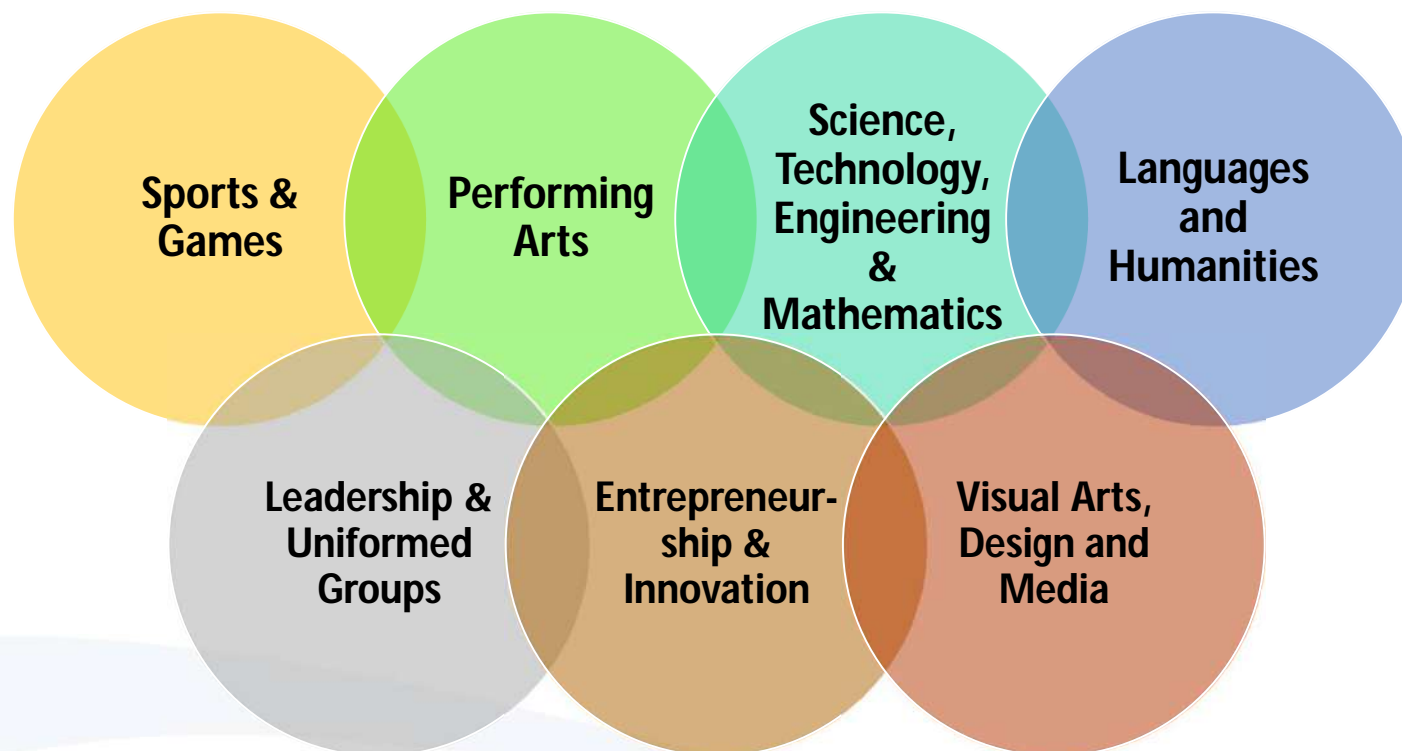 Sports &
Games
Performing
Arts
Science,
Technology,
Engineering
&
Mathematics
Languages
and
Humanities
Leadership &
Uniformed
Groups
Entrepreneur-
ship &
Innovation
Visual Arts,
Design and
Media